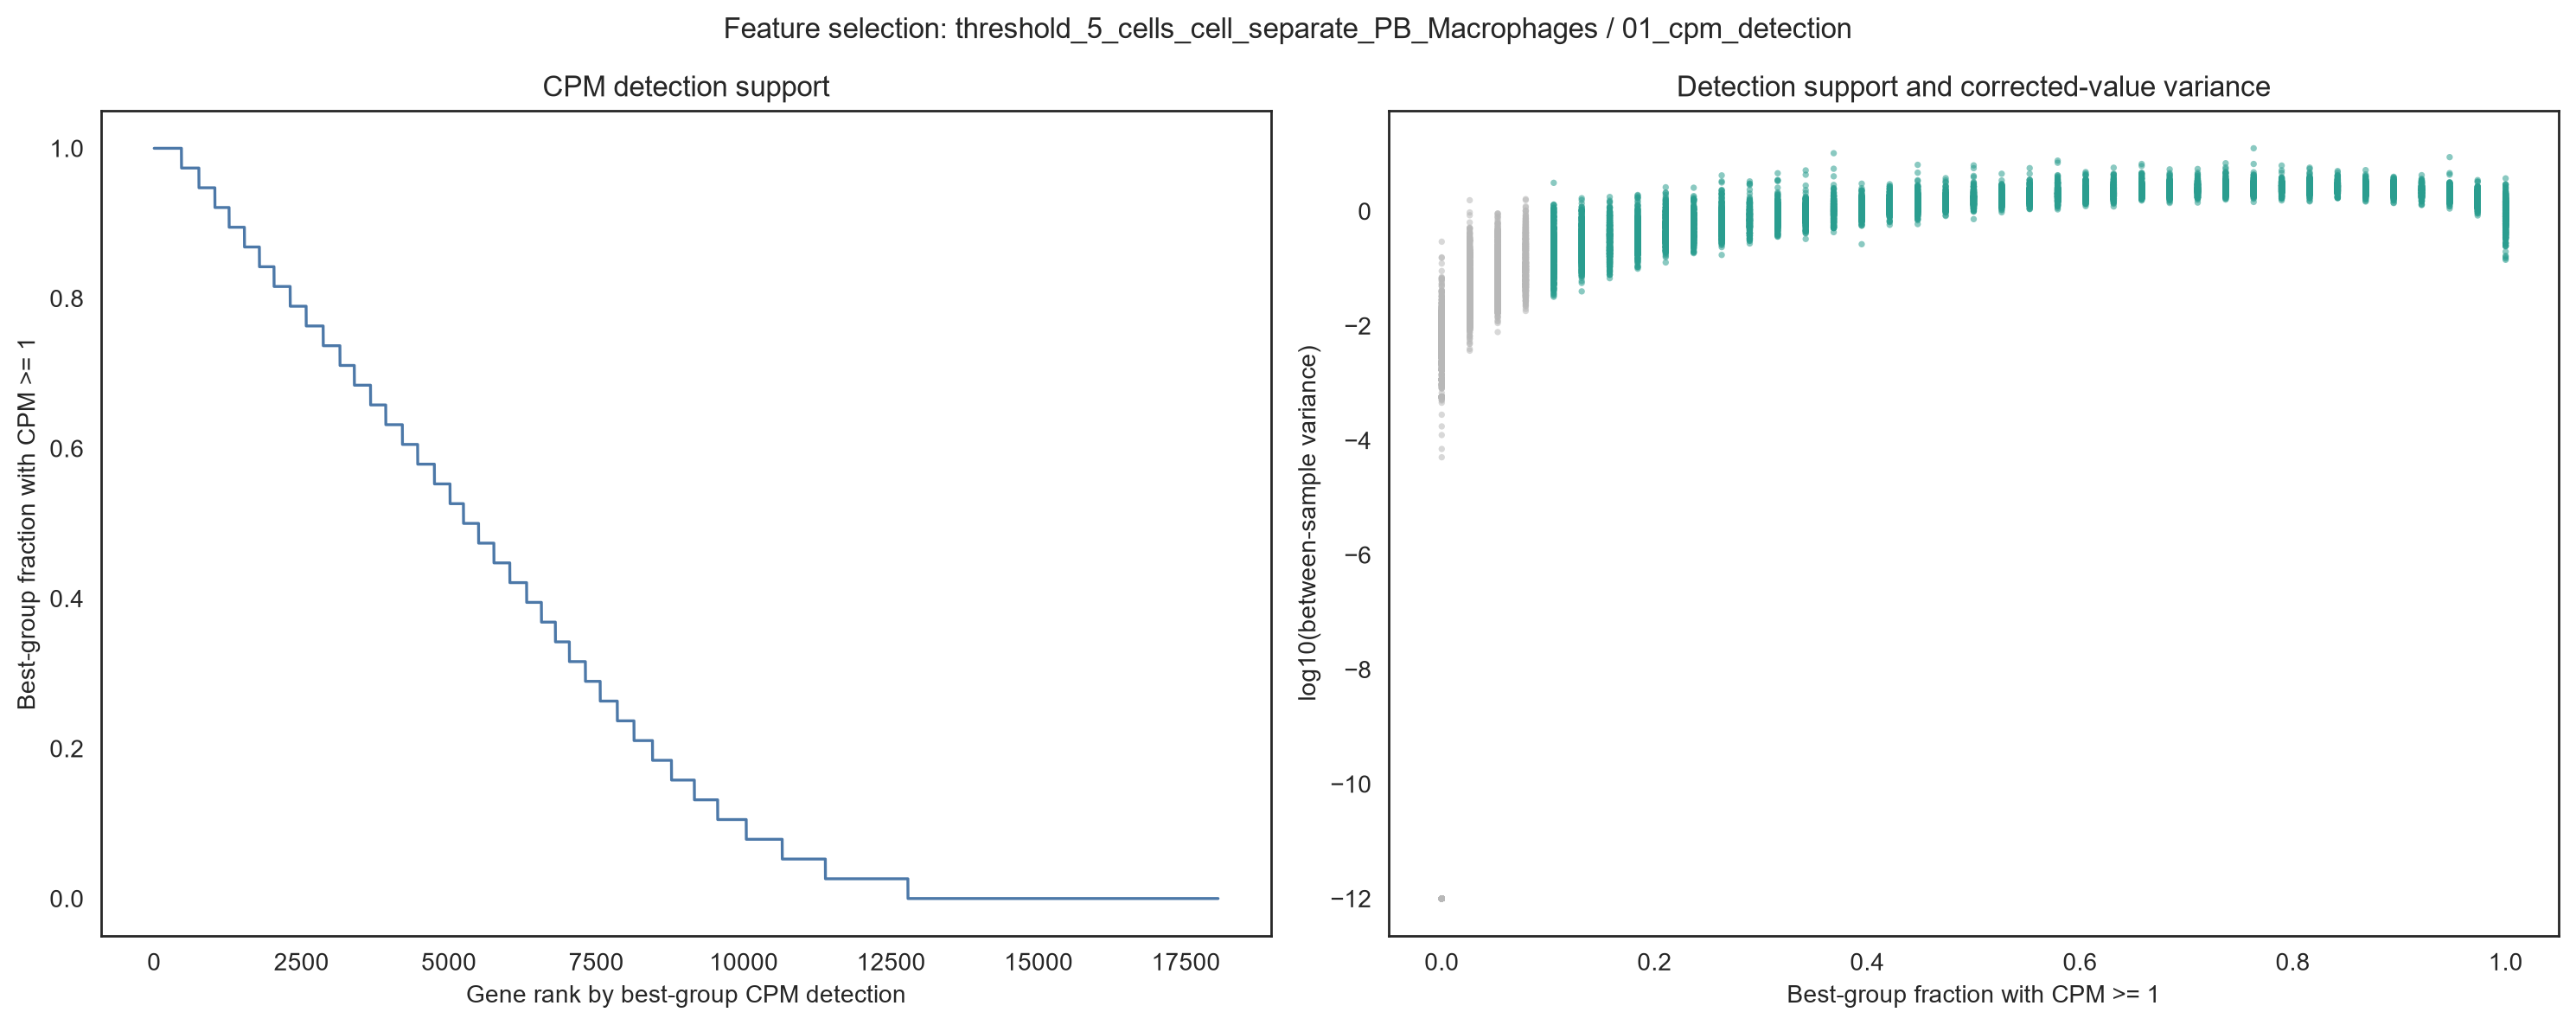 Feature selection: threshold_5_cells_cell_separate_PB_Macrophages / 01_cpm_detection
CPM detection support
Best-group fraction with CPM >= 1
1.0
0.8
0.6
0.4
0.2
0.0
0 2500 5000 7500 10000 12500 15000 17500
Gene rank by best-group CPM detection
Detection support and corrected-value variance
log10(between-sample variance)
0
−2
−4
−6
−8
−10
−12
0.0 0.2 0.4 0.6 0.8 1.0
Best-group fraction with CPM >= 1